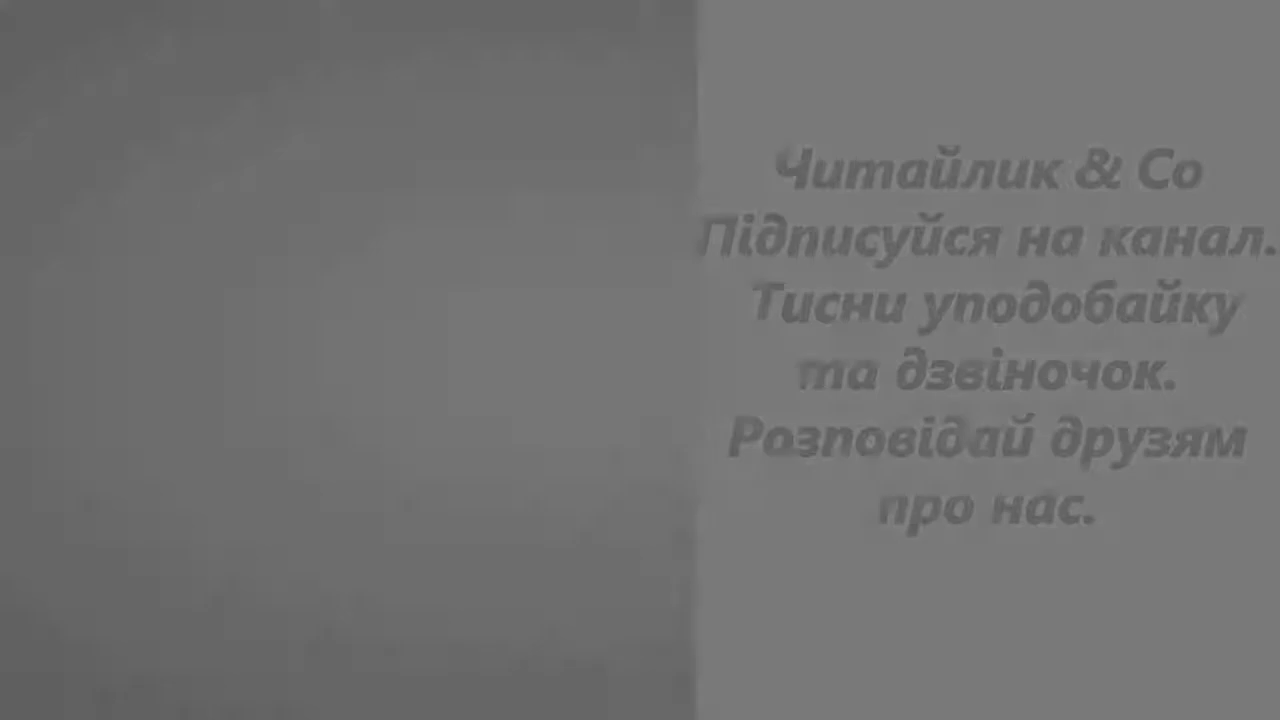 Читайлик & Co
Підписуйся на канал.
Тисни уподобайку
та дзвіночок.
Розповідай друзям
про нас.